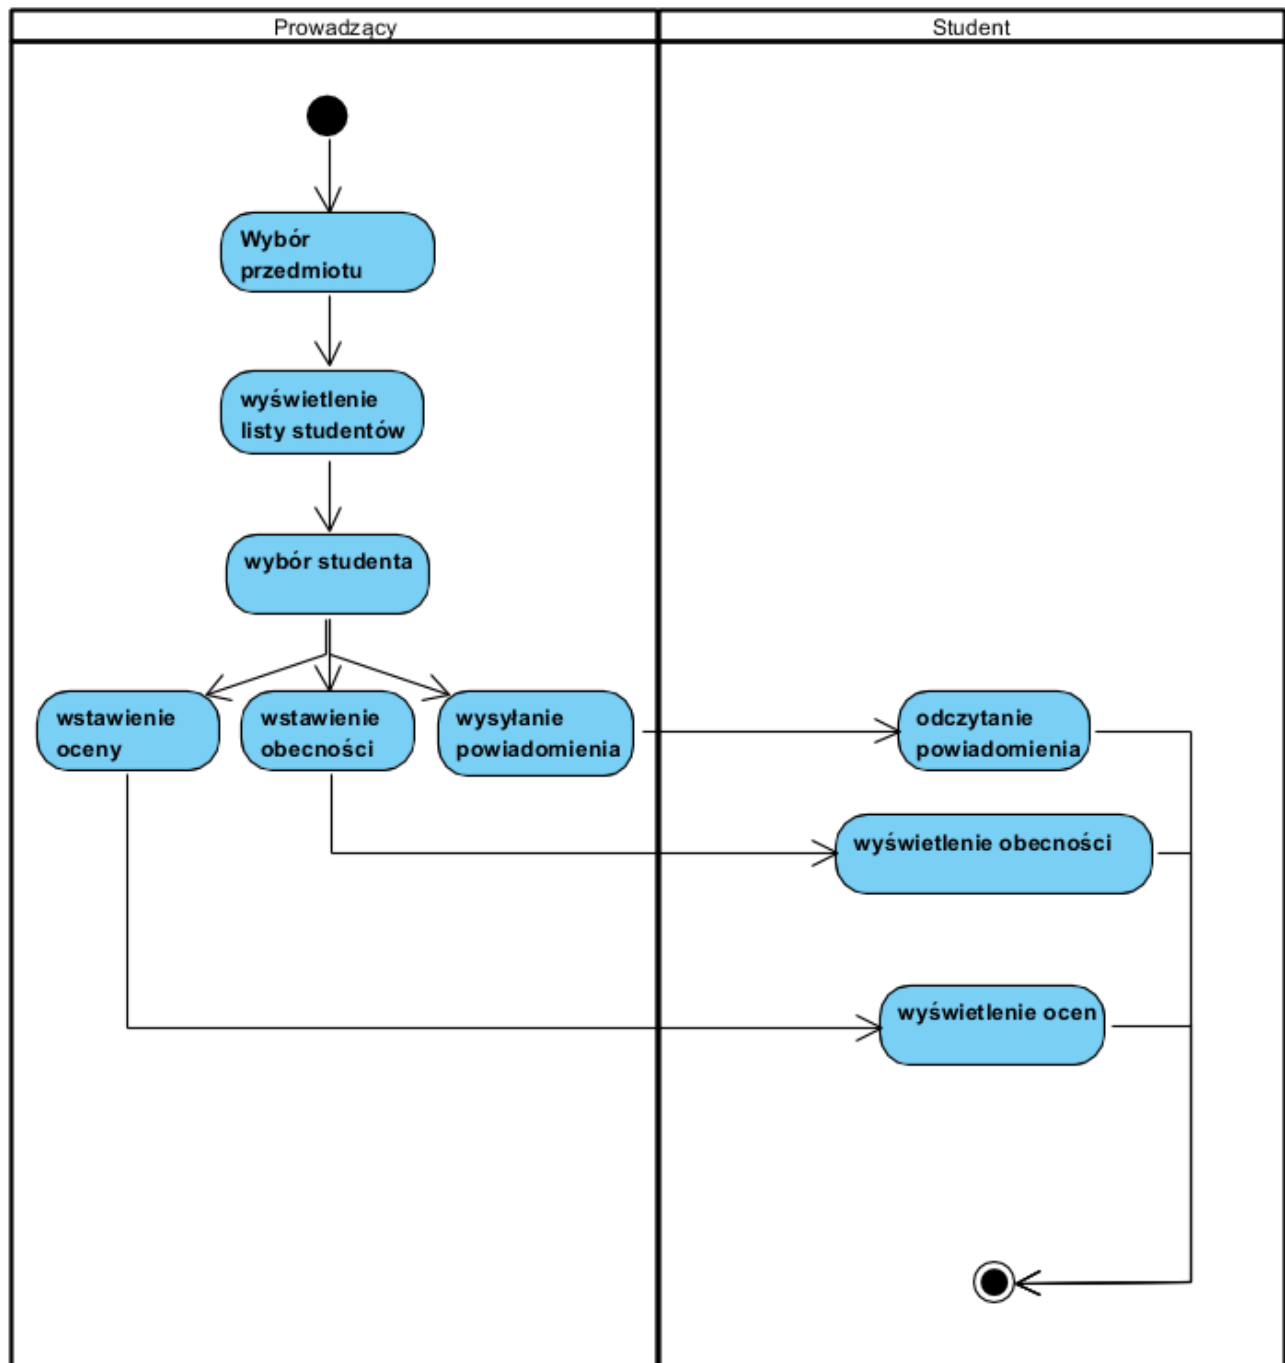 Prowadzący
Student
Wybór
przedmiotu
wyświetlenie
listy studentów
wybór studenta
wstawienie
oceny
wstawienie
obecności
wysyłanie
powiadomienia
odczytanie
powiadomienia
wyświetlenie obecności
wyświetlenie ocen